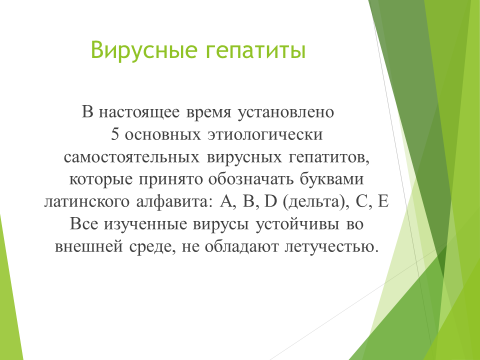 Вирусные гепатиты
В настоящее время установлено
5 основных этиологически
самостоятельных вирусных гепатитов,
которые принято обозначать буквами
латинского алфавита: А, В, D (дельта), С, Е
Все изученные вирусы устойчивы во
внешней среде, не обладают летучестью.